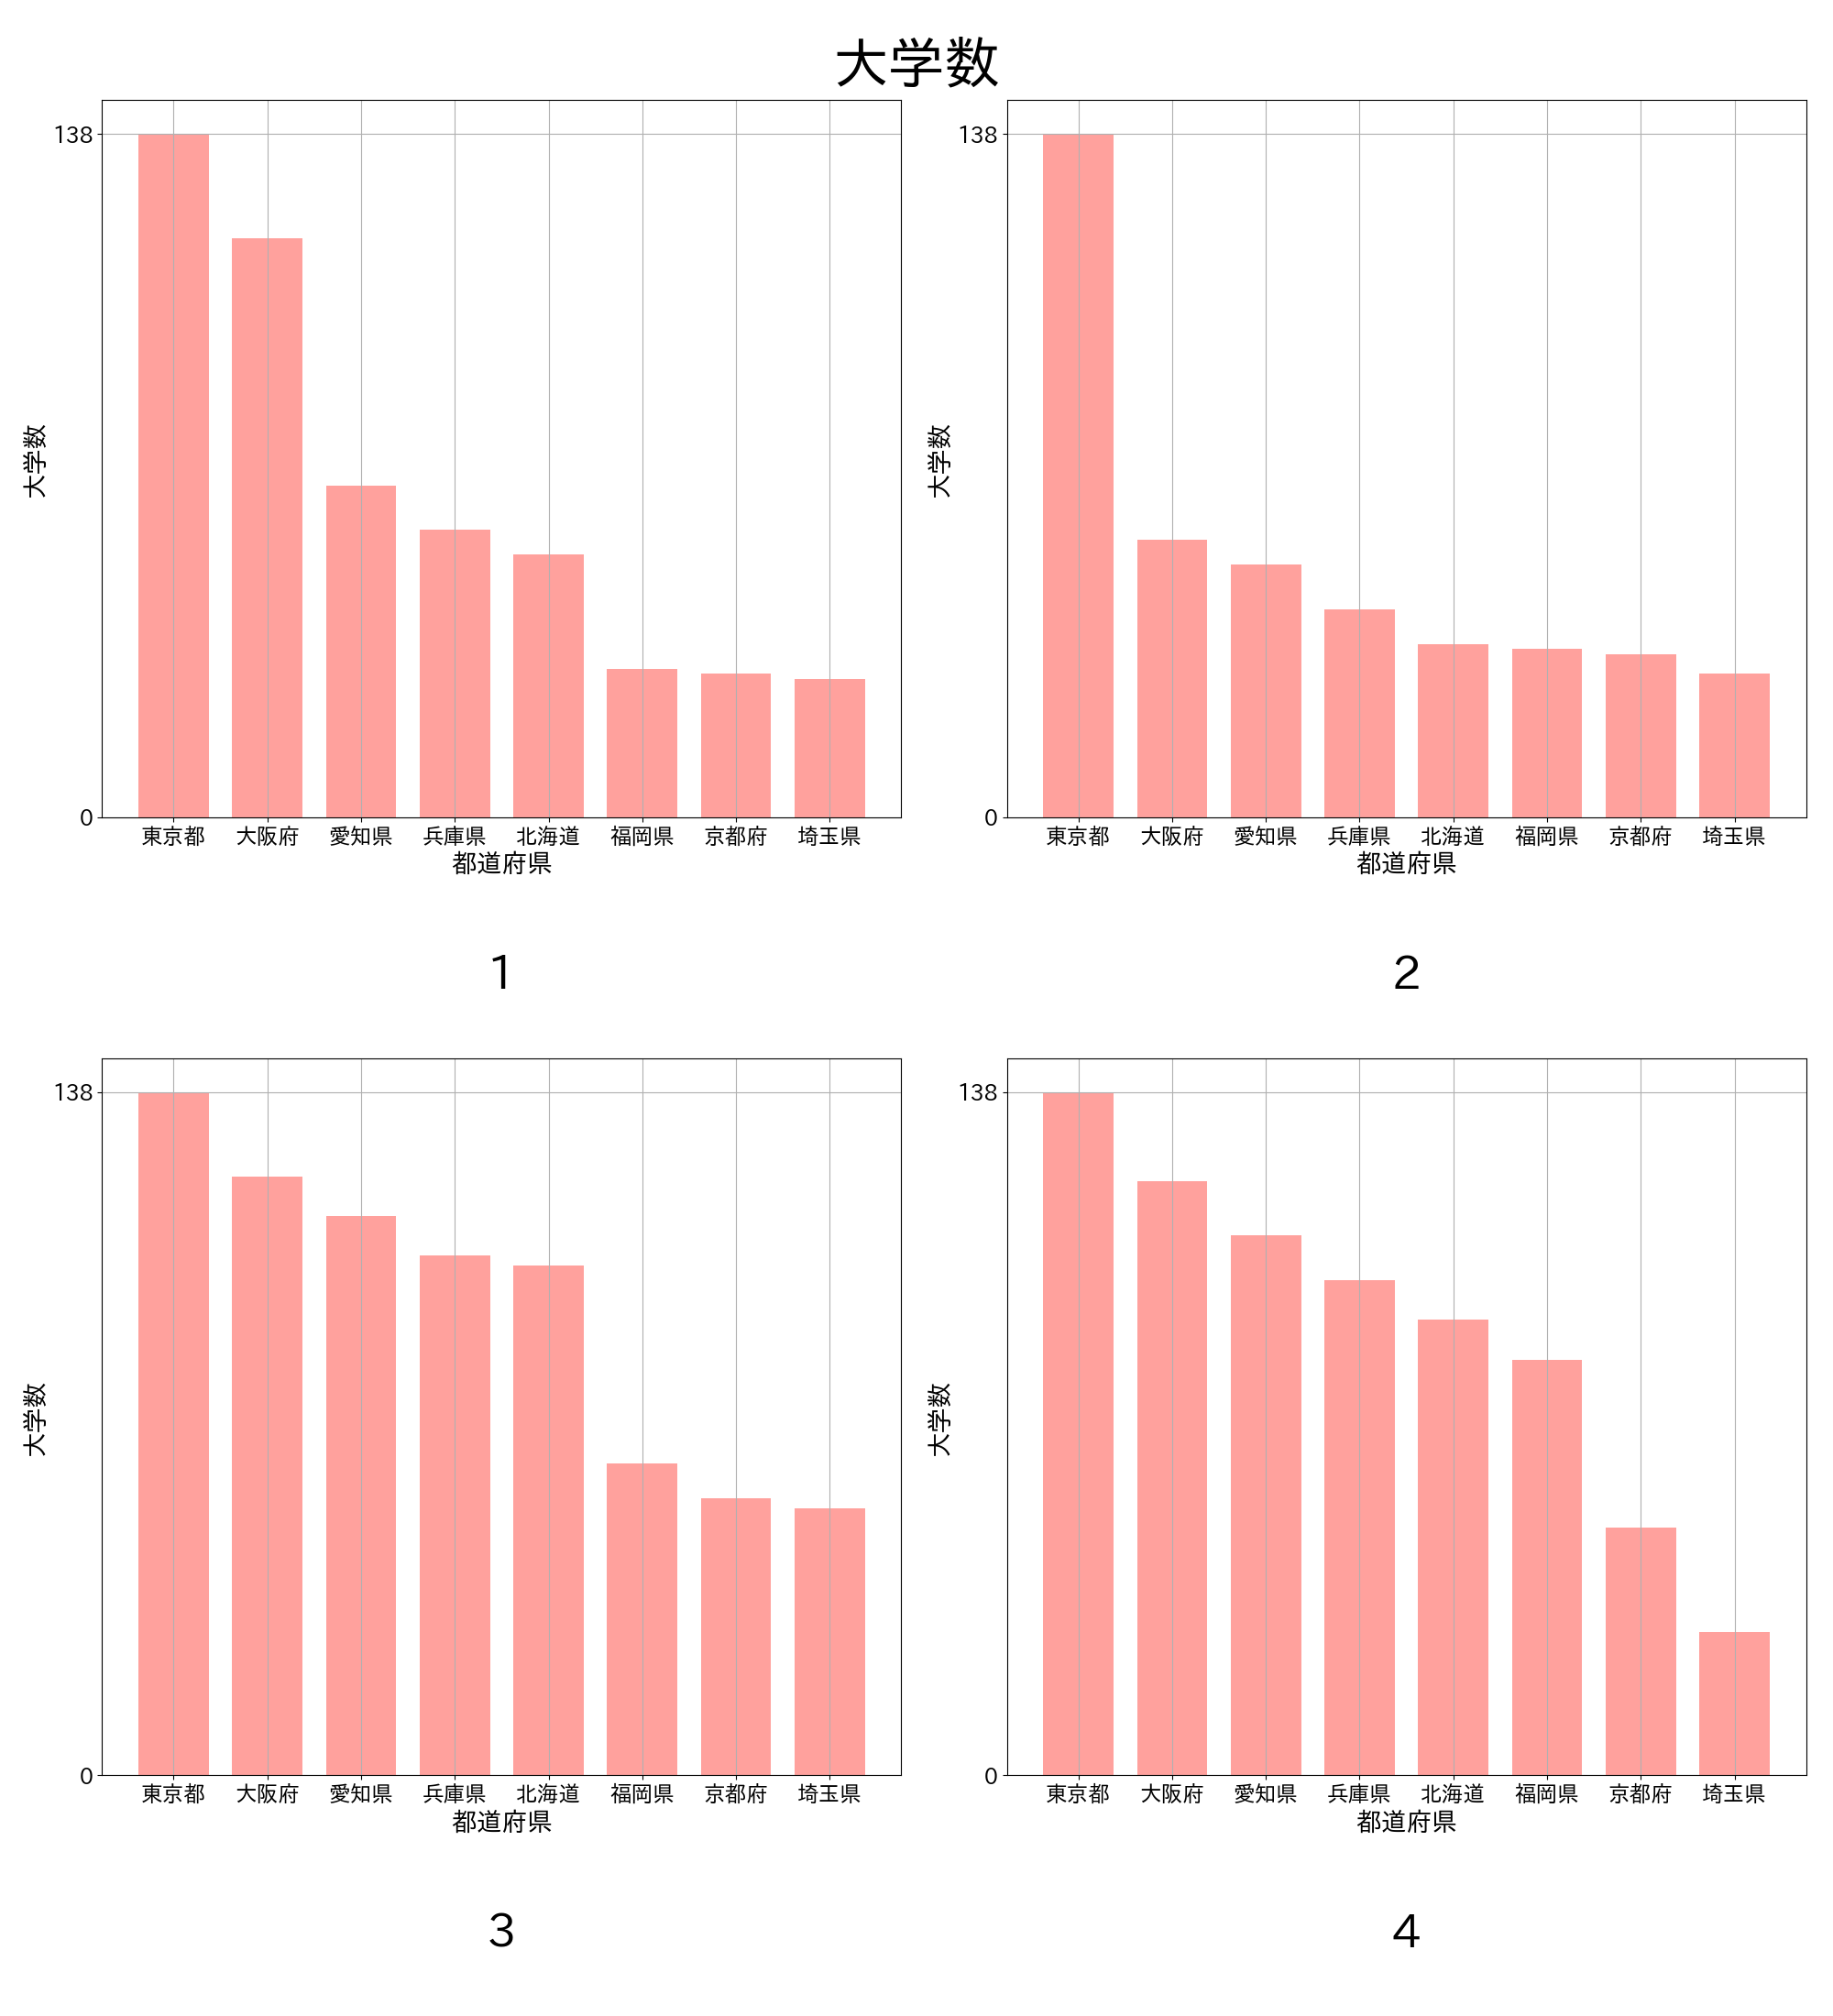 大学数
138
0
大学数
東京都 大阪府 愛知県 兵庫県 北海道 福岡県 京都府 埼玉県
都道府県
1
138
0
大学数
東京都 大阪府 愛知県 兵庫県 北海道 福岡県 京都府 埼玉県
都道府県
2
138
0
大学数
東京都 大阪府 愛知県 兵庫県 北海道 福岡県 京都府 埼玉県
都道府県
3
138
0
大学数
東京都 大阪府 愛知県 兵庫県 北海道 福岡県 京都府 埼玉県
都道府県
4